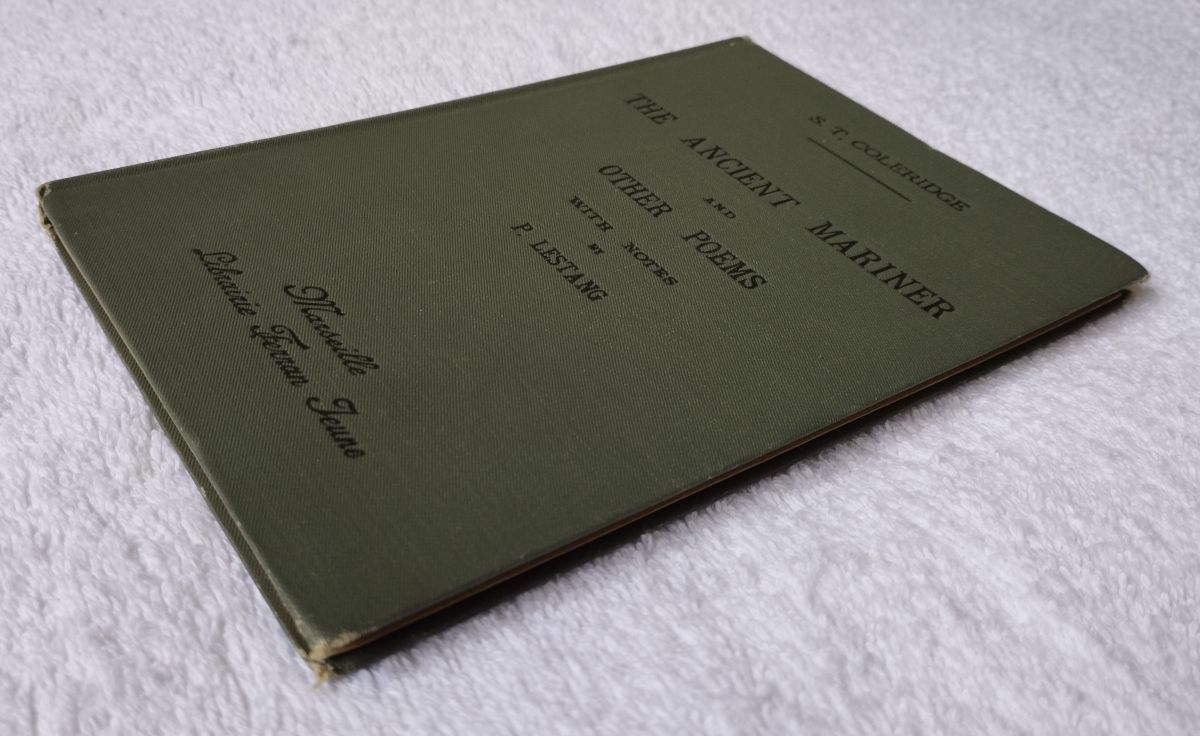 S. T. COLERIDGE
THE ANCIENT MARINER
AND
OTHER POEMS
WITH NOTES
BY
P. LESTANG
Marseille
Librairie Ferran Jeune